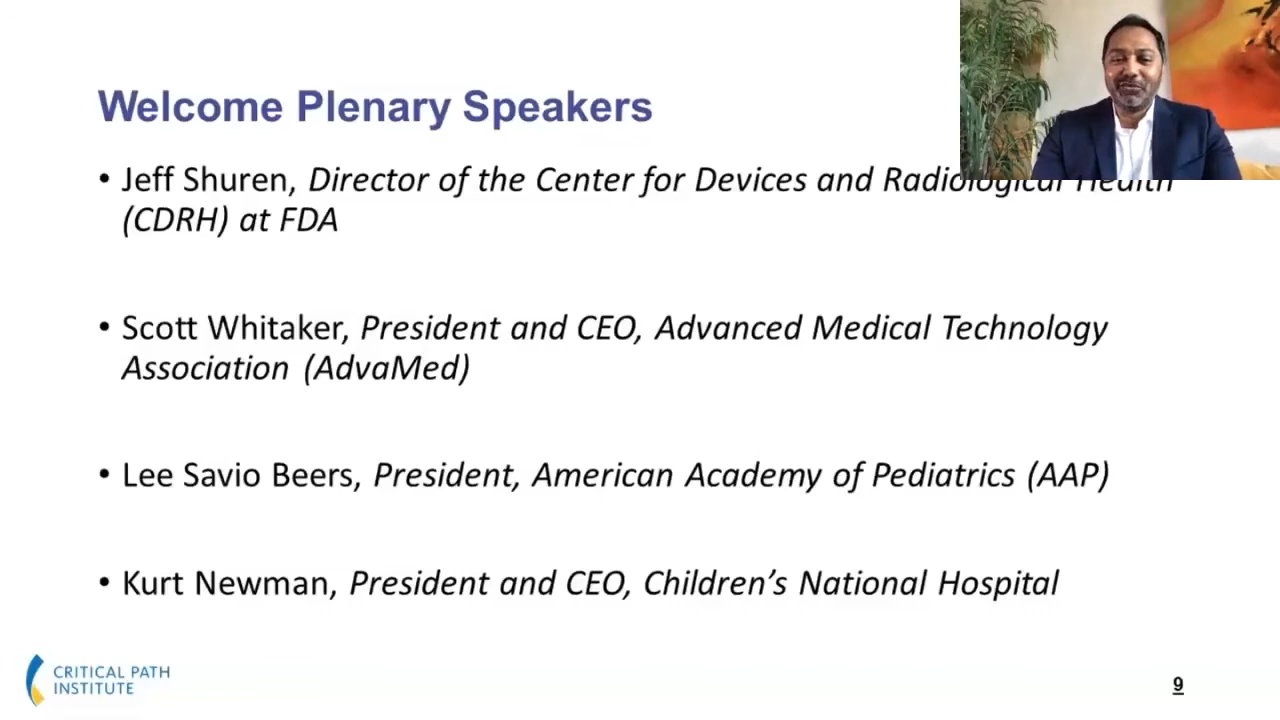 Welcome Plenary Speakers
• Jeff Shuren, Director of the Center for Devices and Radiological Health
(CDRH) at FDA
• Scott Whitaker, President and CEO, Advanced Medical Technology
Association (AdvaMed)
• Lee Savio Beers, President, American Academy of Pediatrics (AAP)
• Kurt Newman, President and CEO, Children’s National Hospital
CRITICAL PATH
INSTITUTE
9